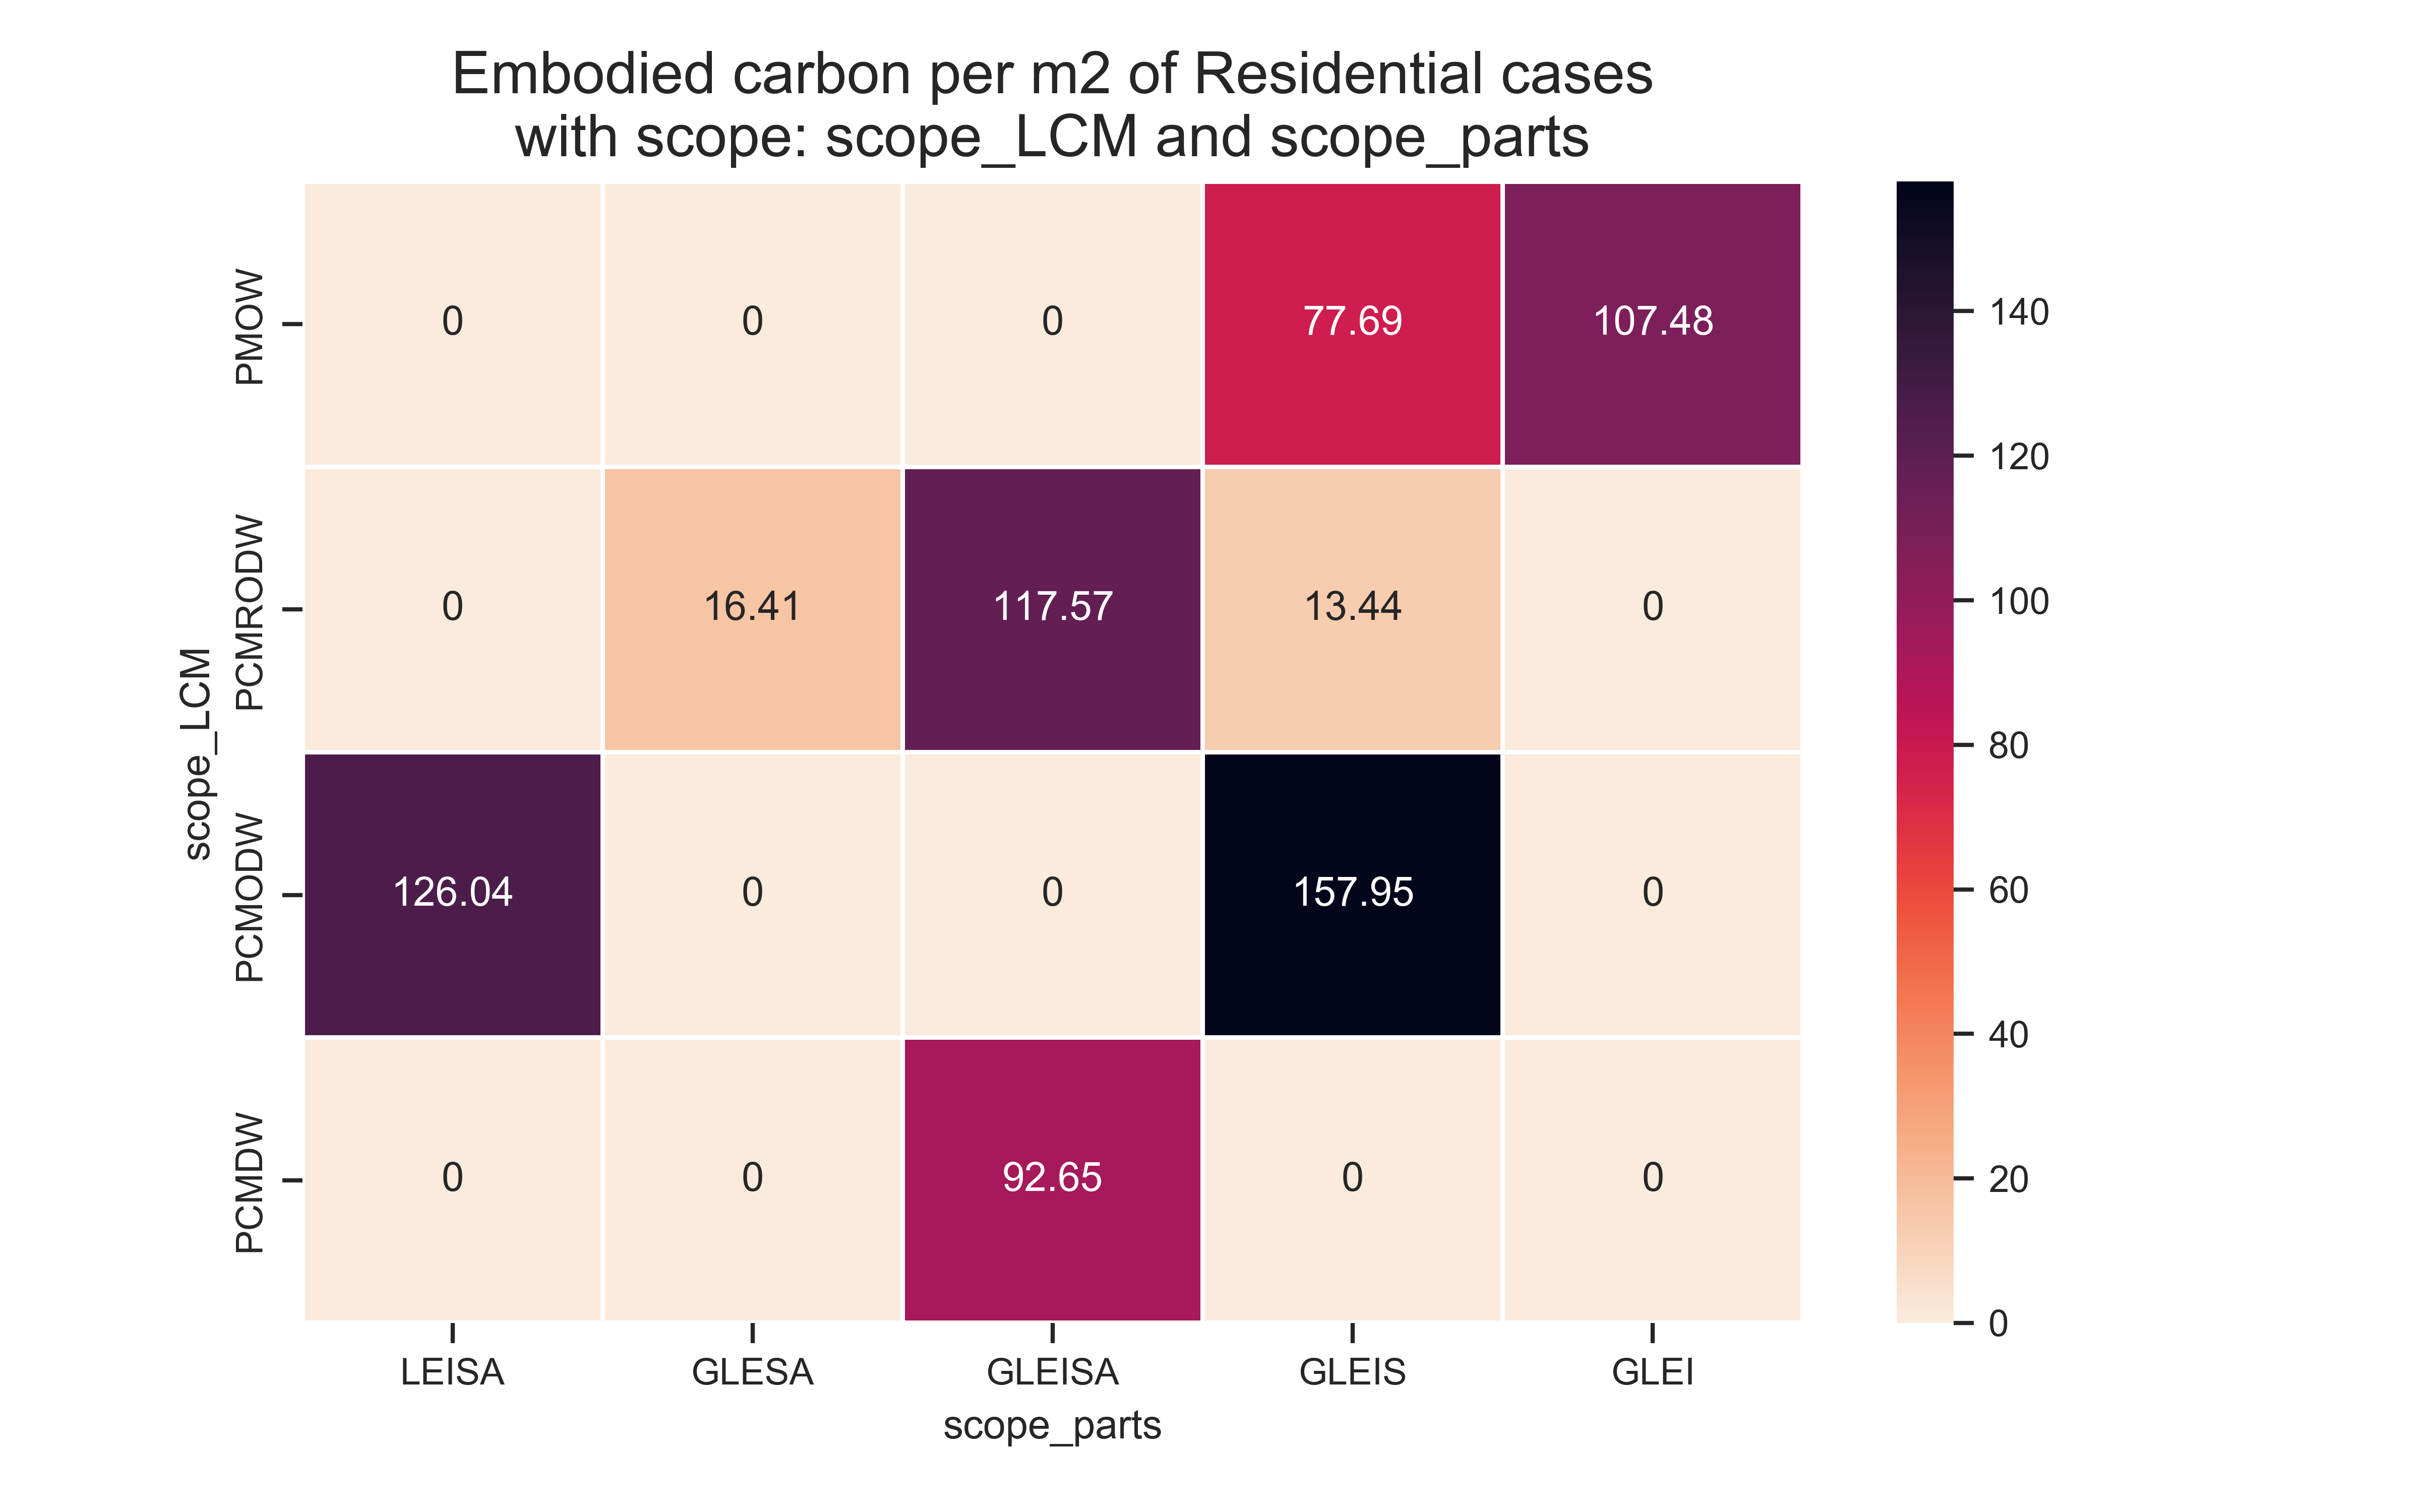 Embodied carbon per m2 of Residential cases
with scope: scope_LCM and scope_parts
scope_LCM
PMOW
0 0 0 77.69 107.48
PCMRODW
0 16.41 117.57 13.44 0
PCMODW
126.04 0 0 157.95 0
PCMDW
0 0 92.65 0 0
LEISA GLESA GLEISA GLEIS GLEI
scope_parts
140
120
100
80
60
40
20
0